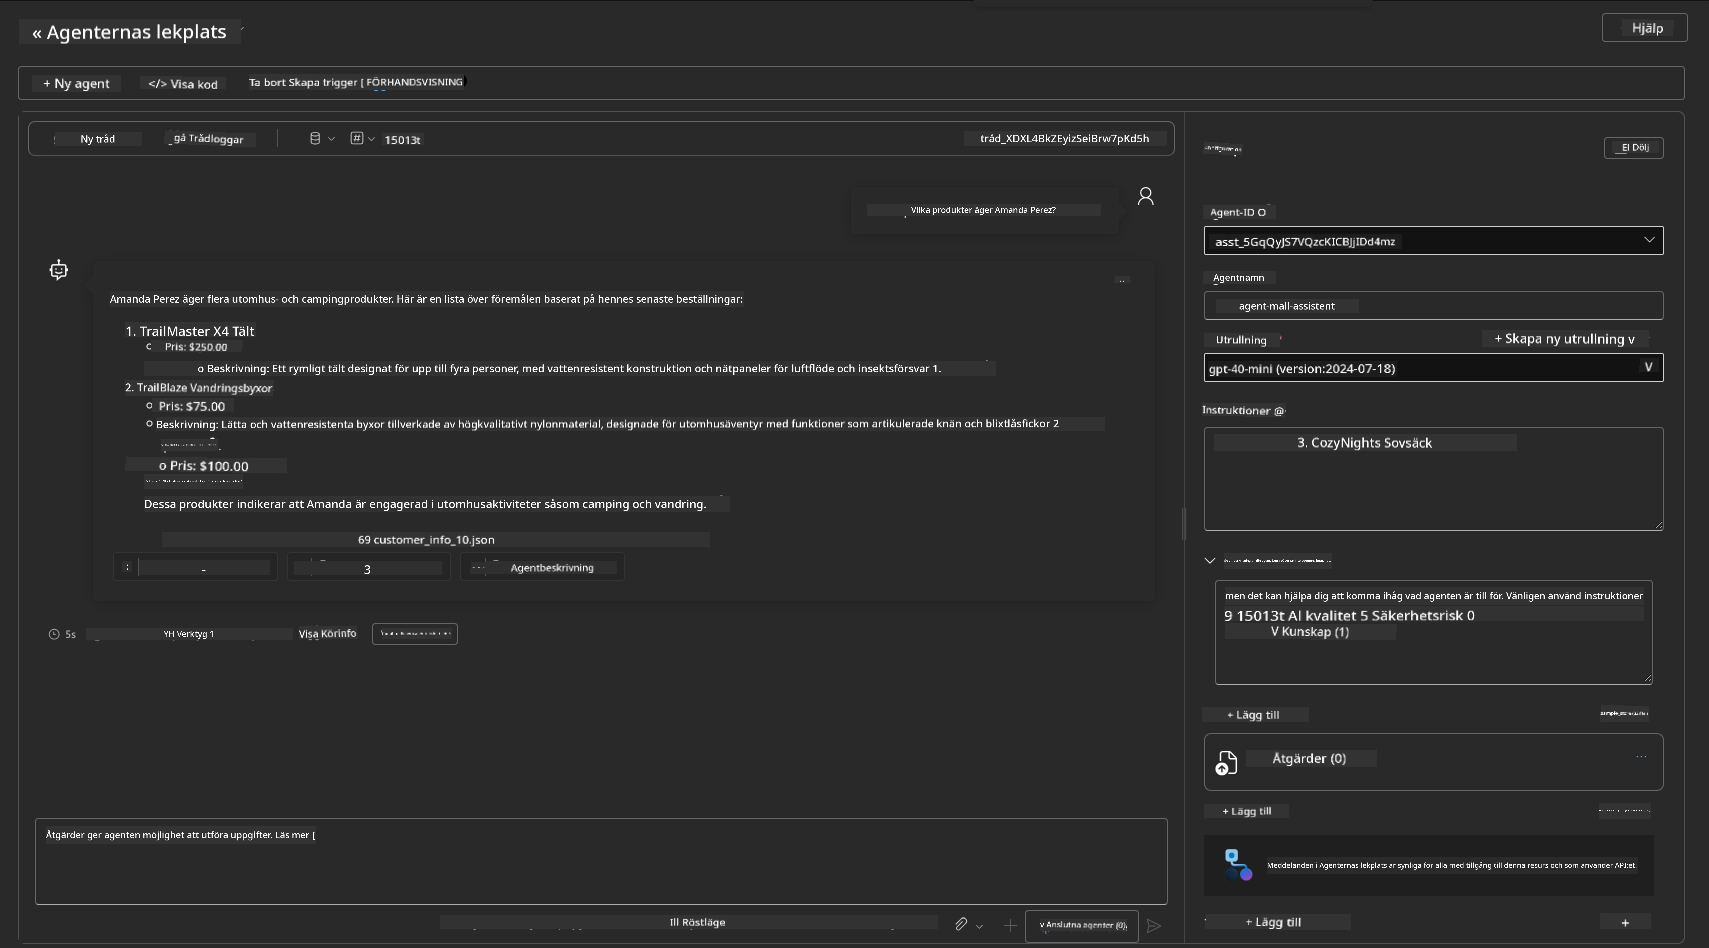 « Agenternas lekplats
Hjälp
+ Ny agent
</> Visa kod
Ta bort Skapa trigger [ FÖRHANDSVISNING
Ny tråd
gå Trådloggar
15013t
tråd_XDXL4BkZEyizSeiBrw7pKd5h
El Dölj
Vilka produkter äger Amanda Perez?
Amanda Perez äger flera utomhus- och campingprodukter. Här är en lista över föremålen baserat på hennes senaste beställningar:
1. TrailMaster X4 Tält
Pris: $250.00
o Beskrivning: Ett rymligt tält designat för upp till fyra personer, med vattenresistent konstruktion och nätpaneler för luftflöde och insektsförsvar 1.
2. TrailBlaze Vandringsbyxor
o Pris: $75.00
o Beskrivning: Lätta och vattenresistenta byxor tillverkade av högkvalitativt nylonmaterial, designade för utomhusäventyr med funktioner som artikulerade knän och blixtlåsfickor 2
o Pris: $100.00
Dessa produkter indikerar att Amanda är engagerad i utomhusaktiviteter såsom camping och vandring.
69 customer_info_10.json
-
3
Agentbeskrivning
5s
YH Verktyg 1
Visa Körinfo
Åtgärder ger agenten möjlighet att utföra uppgifter. Läs mer [
Ill Röstläge
v Anslutna agenter (0)
Agent-ID O
asst_5GqQyJS7VQzcKICBJjIDd4mz
Agentnamn
agent-mall-assistent
Utrullning
+ Skapa ny utrullning v
gpt-40-mini (version:2024-07-18)
V
Instruktioner @
3. CozyNights Sovsäck
men det kan hjälpa dig att komma ihåg vad agenten är till för. Vänligen använd instruktioner
9 15013t Al kvalitet 5 Säkerhetsrisk 0
V Kunskap (1)
+ Lägg till
Åtgärder (0)
...
+ Lägg till
Meddelanden i Agenternas lekplats är synliga för alla med tillgång till denna resurs och som använder API:et.
+ Lägg till
+